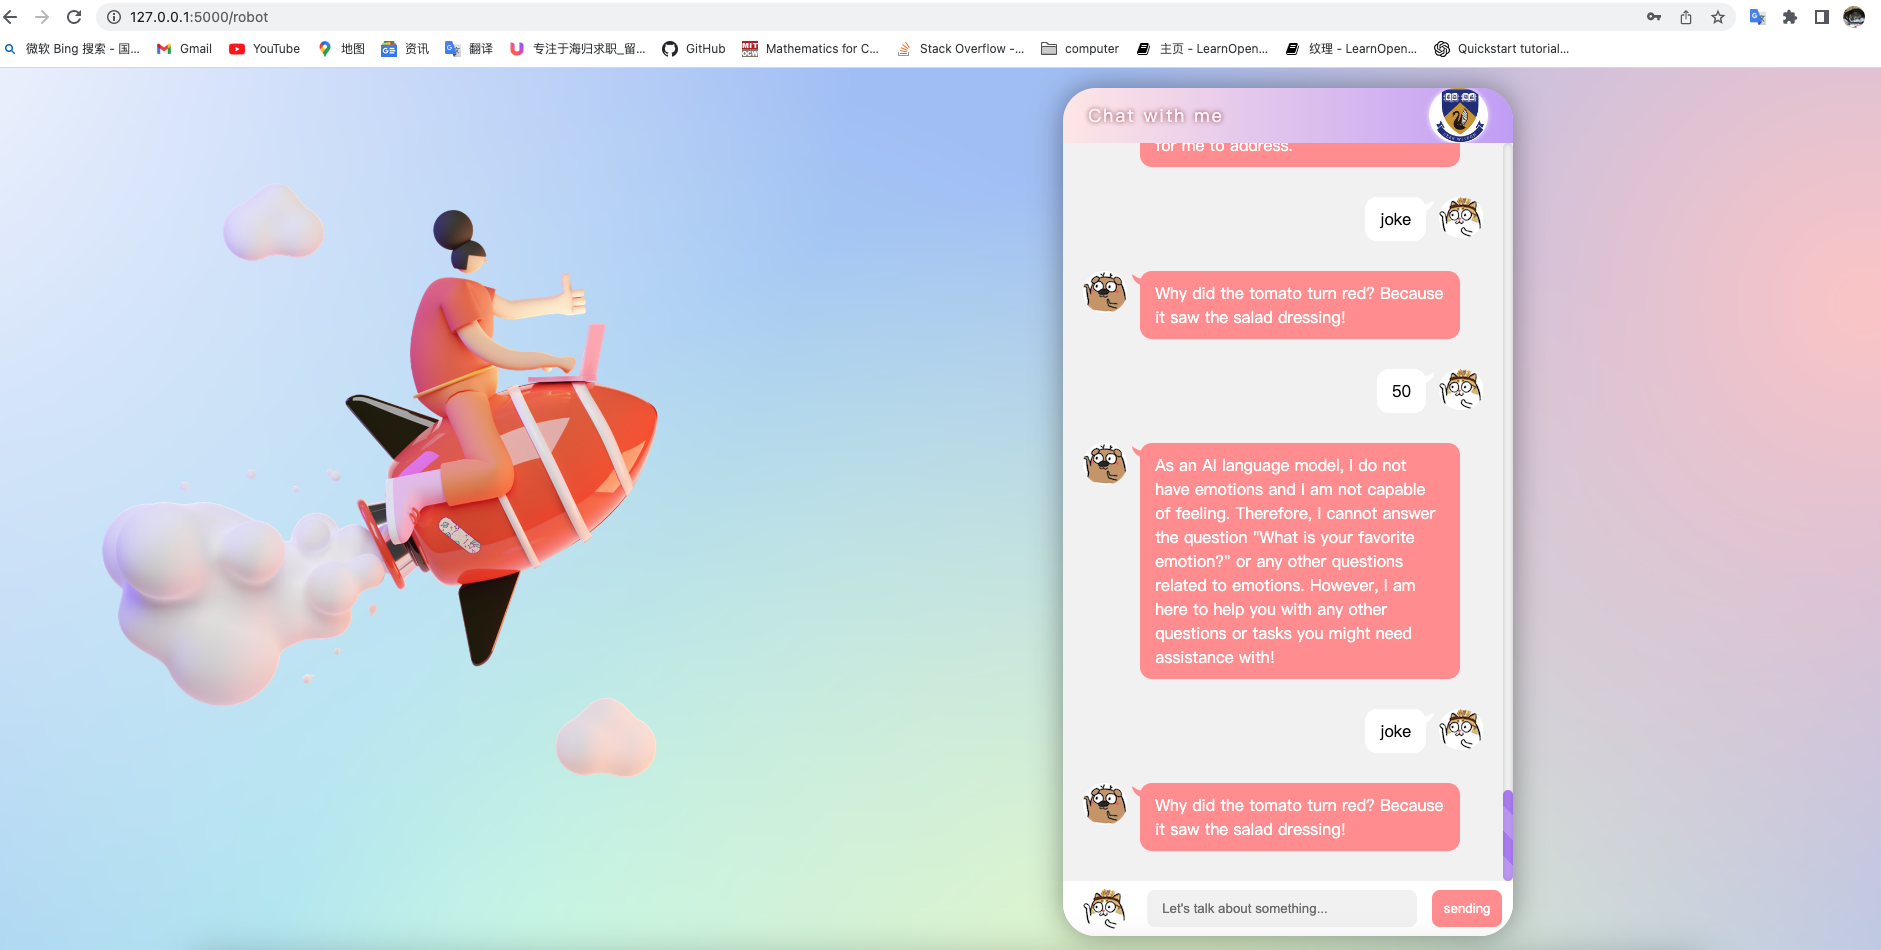 127.0.0.1:5000/robot
微软 Bing 搜索 - 国...
Gmail
YouTube
地图
资讯
翻译
专注于海归求职_留...
GitHub
Mathematics for C...
Stack Overflow -...
computer
主页 - LearnOpen...
纹理 - LearnOpen...
Quickstart tutorial...
Chat with me
for me to address.
joke
Why did the tomato turn red? Because
it saw the salad dressing!
50
As an AI language model, I do not
have emotions and I am not capable
of feeling. Therefore, I cannot answer
the question "What is your favorite
emotion?" or any other questions
related to emotions. However, I am
here to help you with any other
questions or tasks you might need
assistance with!
joke
Why did the tomato turn red? Because
it saw the salad dressing!
Let's talk about something...
sending